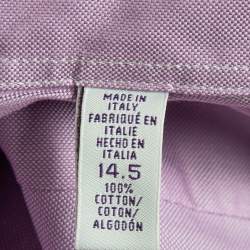 MADE IN
ITALY
FABRIQUÉ EN
ITALIE
HECHO EN
ITALIA
14.5
100%
COTTON/
COTON/
ALGODÓN